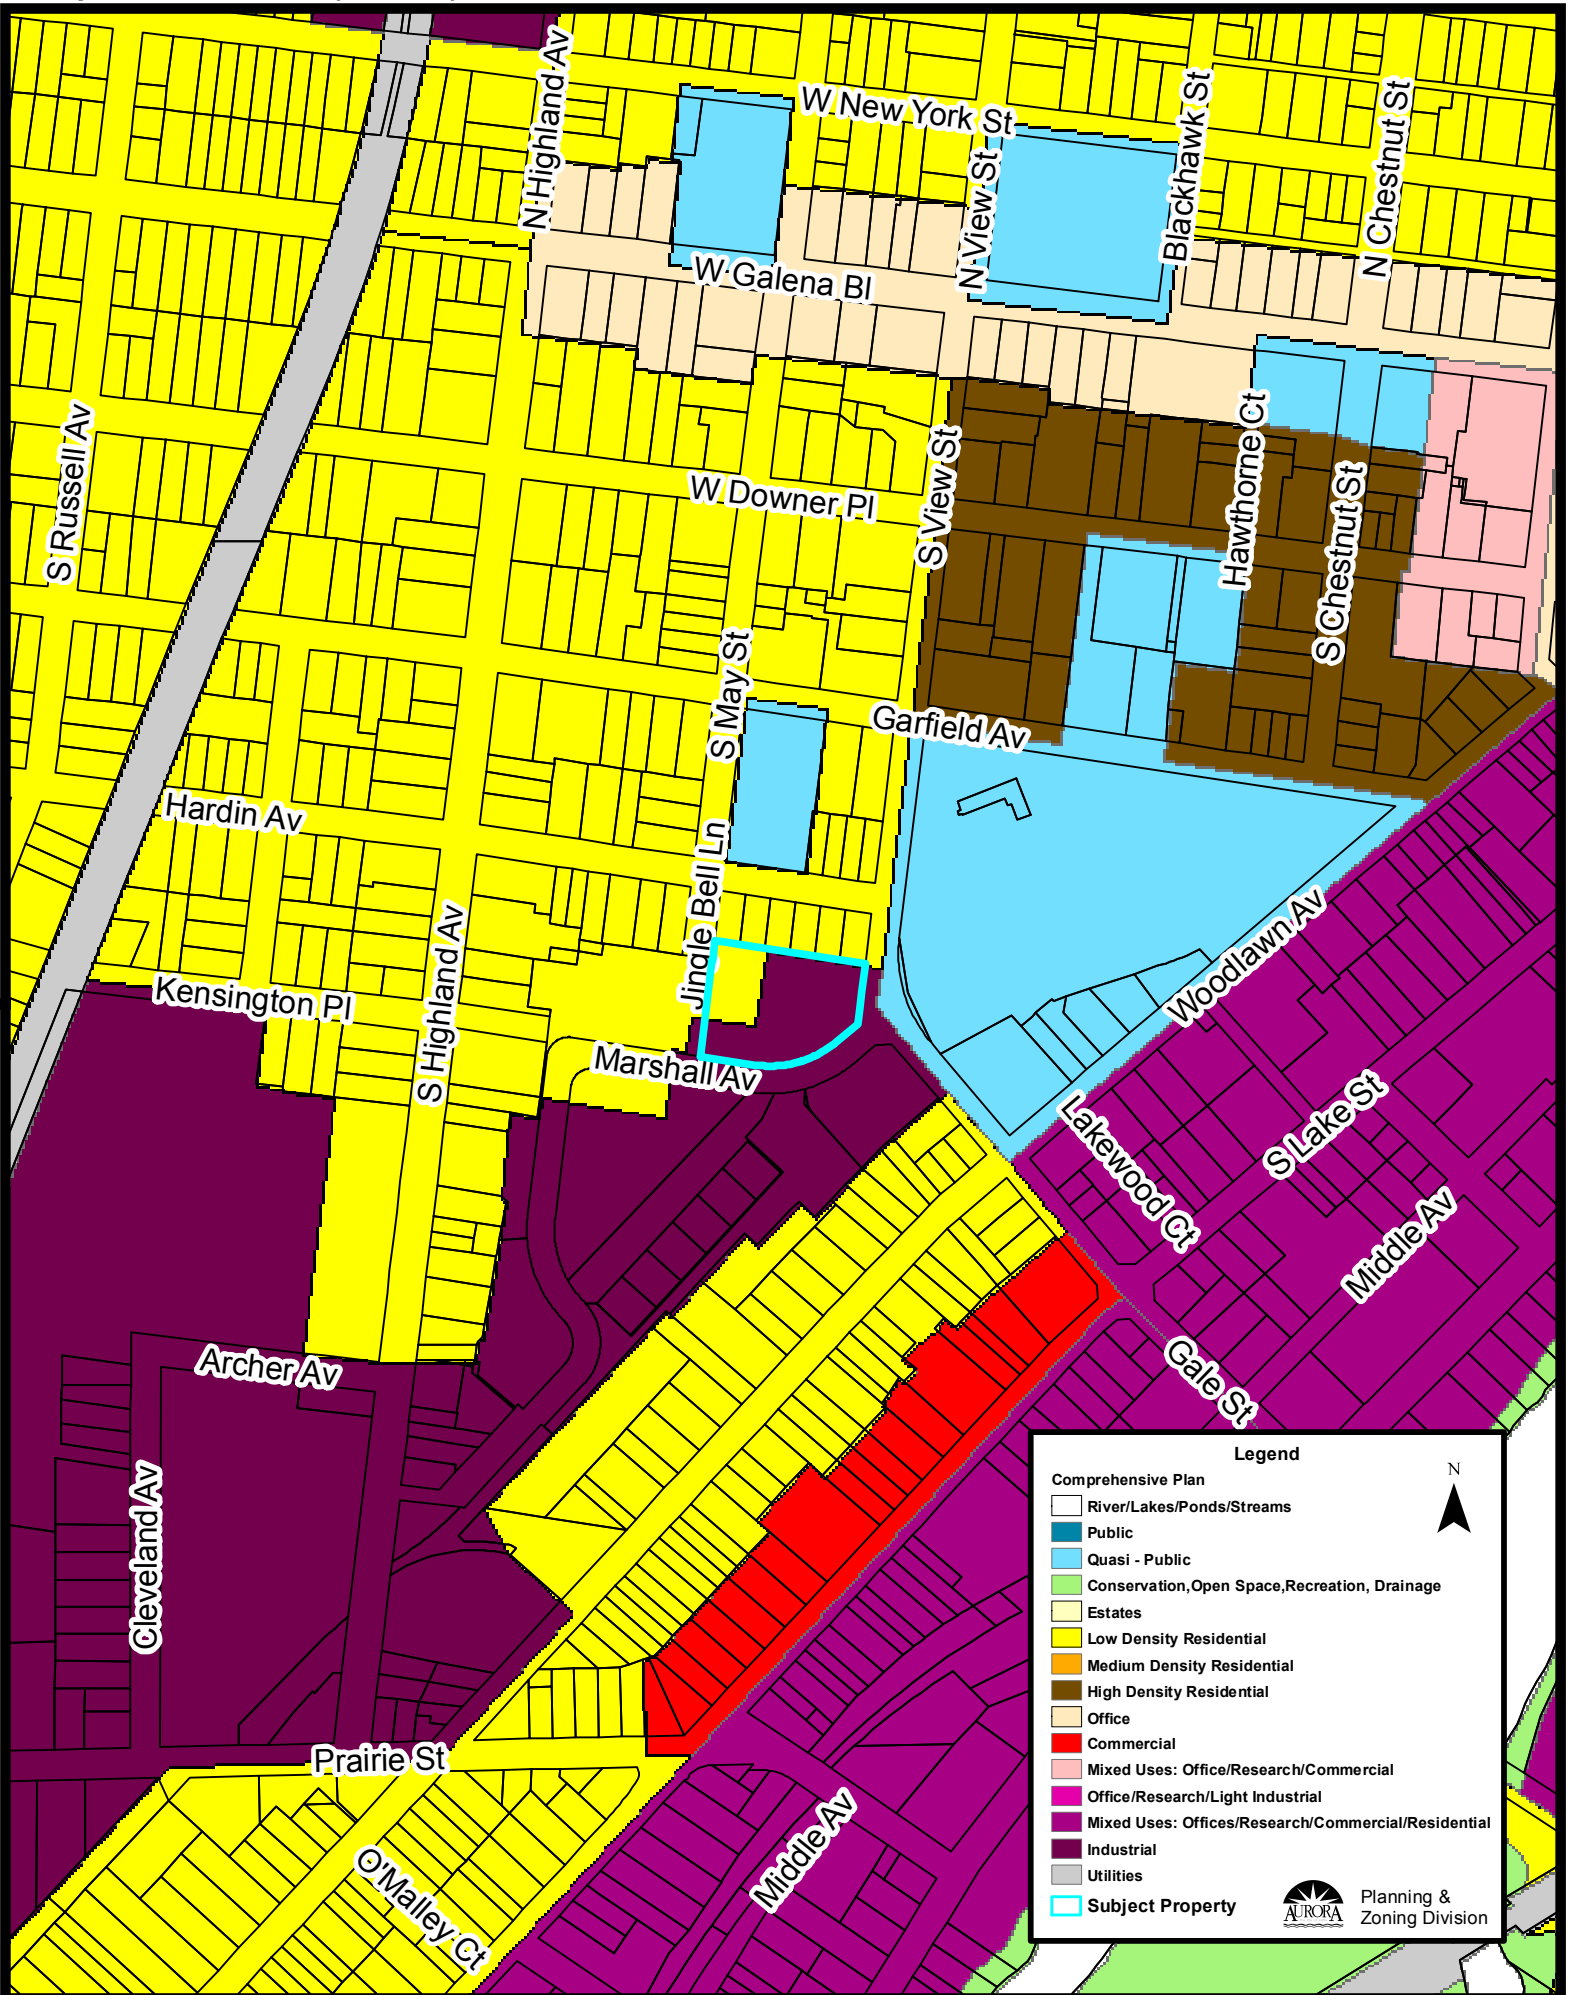 N Highland Av
W New York St
Blackhawk St
N Chestnut St
N View St
W Galena Bl
S Russell Av
Hawthorne Ct
S View St
W Downer Pl
S Chestnut St
S May St
Garfield Av
Hardin Av
Jingle Bell Ln
Woodlawn Av
S Highland Av
Kensington Pl
Marshall Av
Lakewood Ct
S Lake St
Middle Av
Archer Av
Gale St
Cleveland Av
Prairie St
Middle Av
O'Malley Ct
Legend
N
Comprehensive Plan
River/Lakes/Ponds/Streams
Public
Quasi - Public
Conservation,Open Space,Recreation, Drainage
Estates
Low Density Residential
Medium Density Residential
High Density Residential
Office
Commercial
Mixed Uses: Office/Research/Commercial
Office/Research/Light Industrial
Mixed Uses: Offices/Research/Commercial/Residential
Industrial
Utilities
Subject Property
AURORA
Planning &
Zoning Division